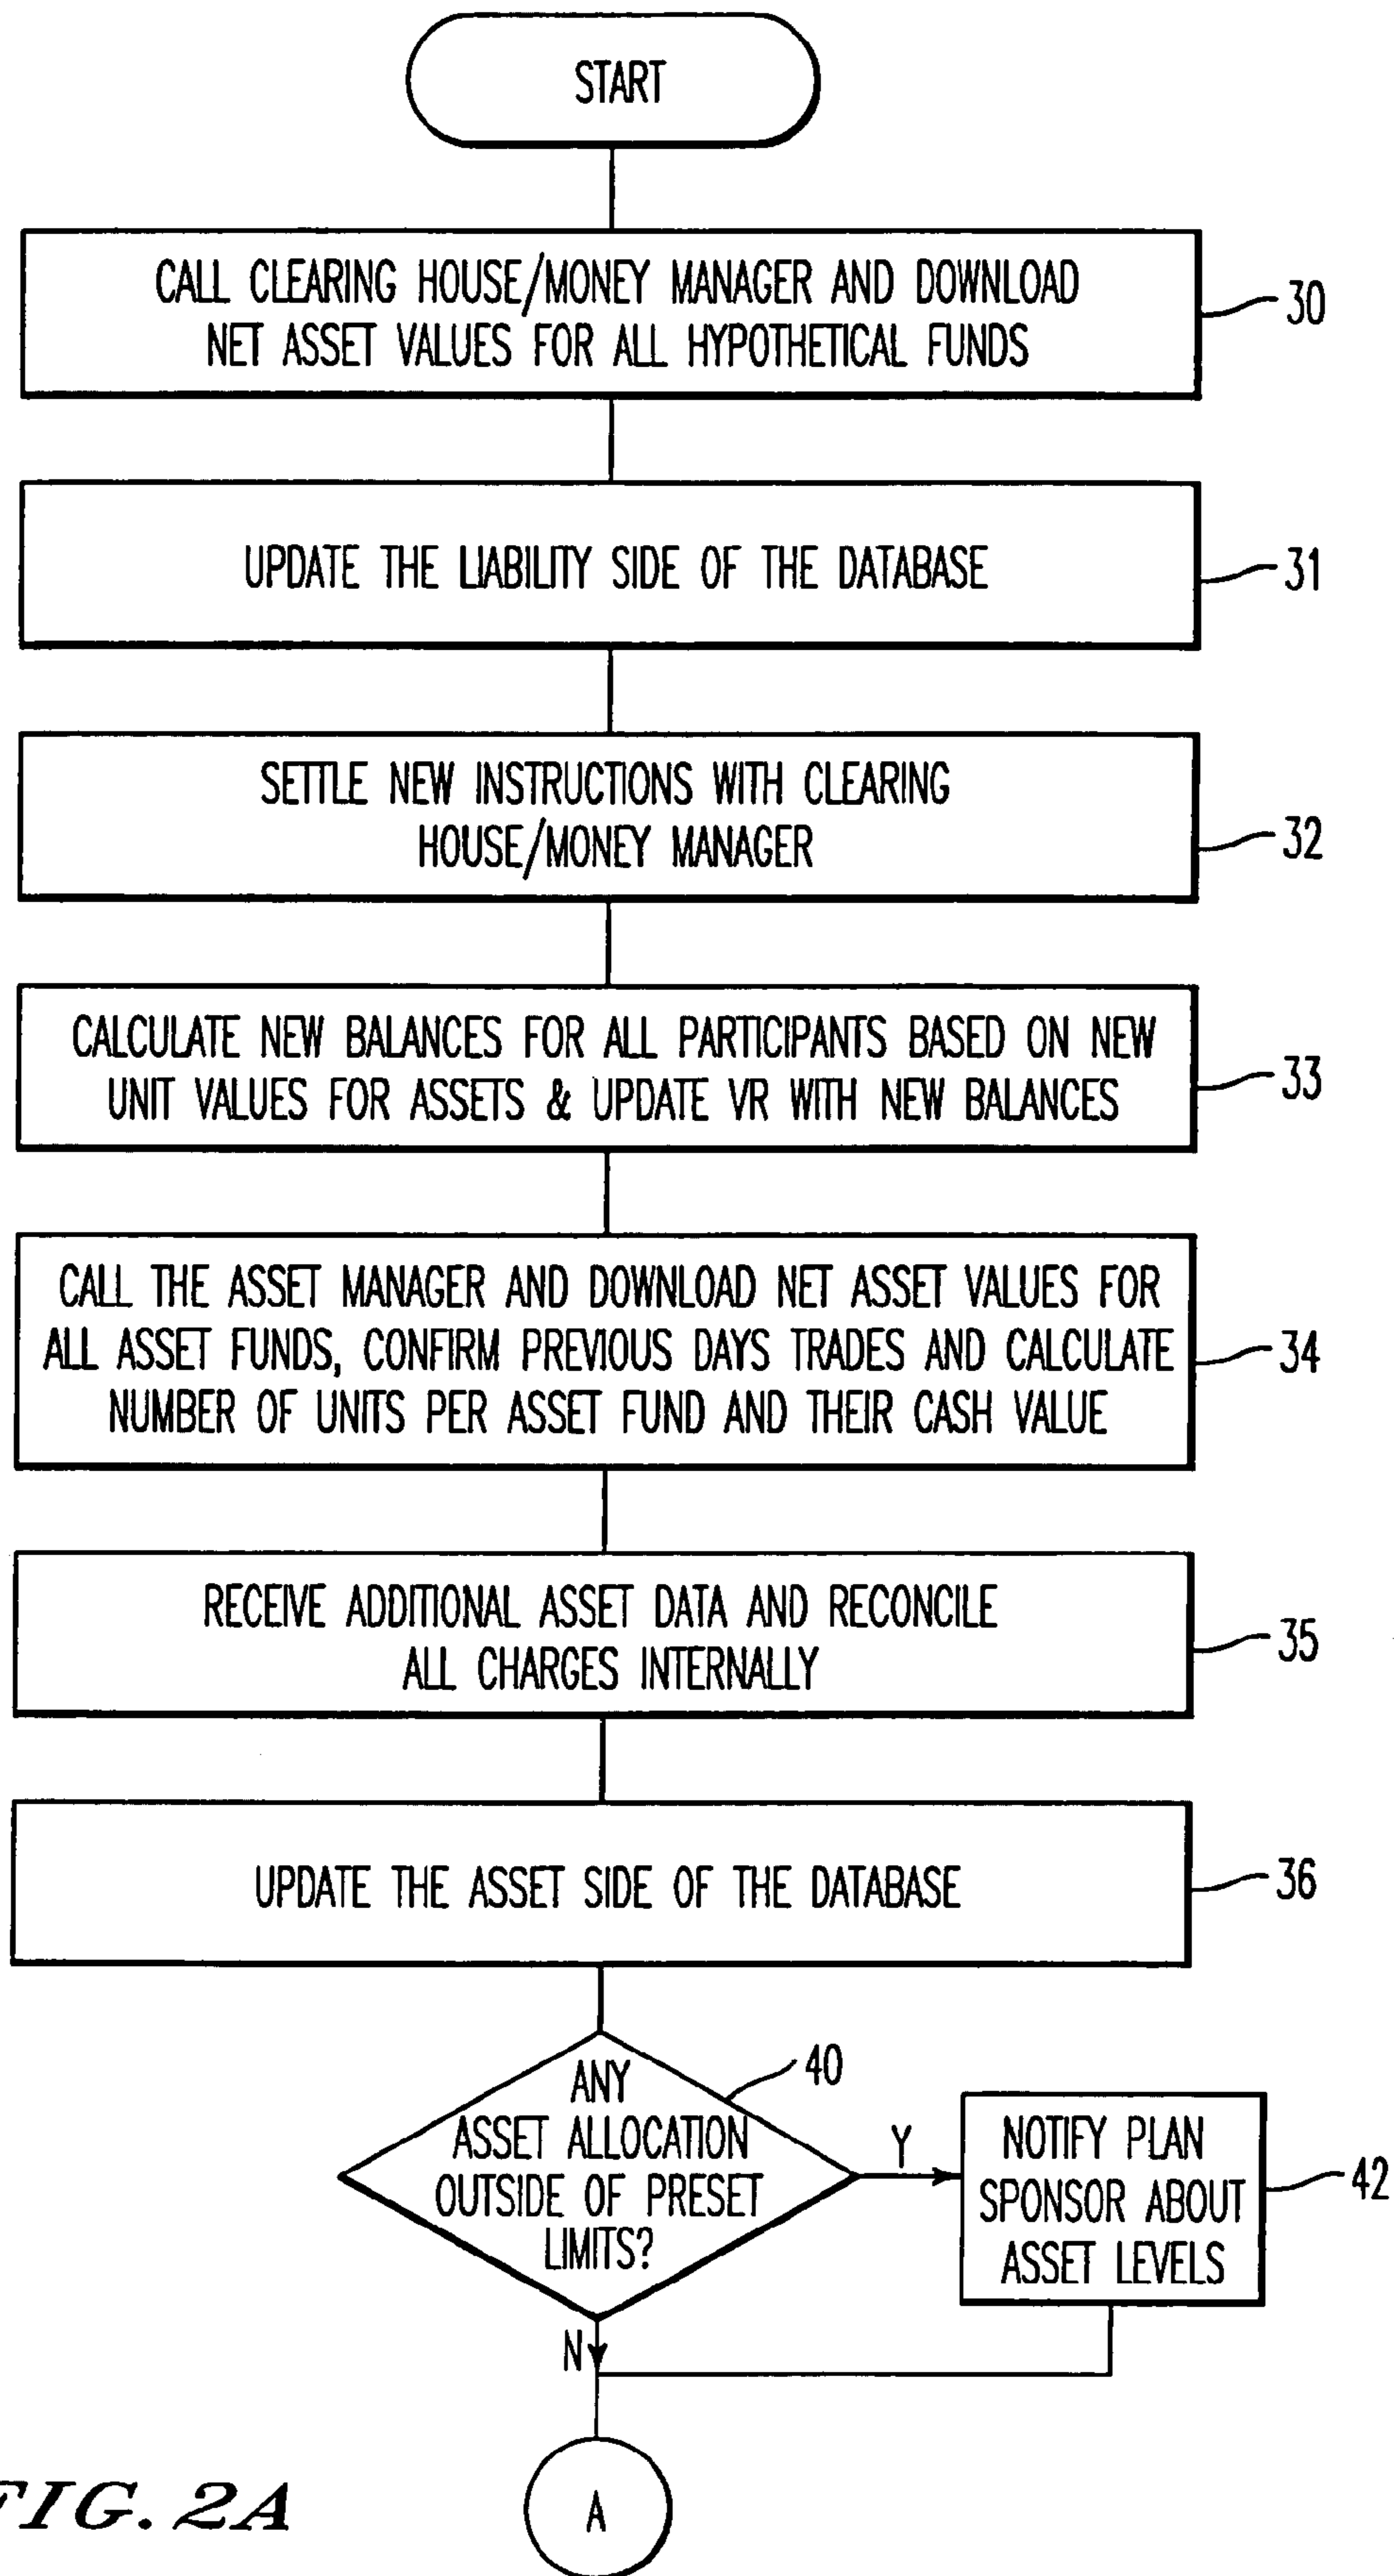 START
CALL CLEARING HOUSE/MONEY MANAGER AND DOWNLOAD
NET ASSET VALUES FOR ALL HYPOTHETICAL FUNDS
30
UPDATE THE LIABILITY SIDE OF THE DATABASE
31
SETTLE NEW INSTRUCTIONS WITH CLEARING
HOUSE/MONEY MANAGER
32
CALCULATE NEW BALANCES FOR ALL PARTICIPANTS BASED ON NEW
UNIT VALUES FOR ASSETS & UPDATE VR WITH NEW BALANCES
33
CALL THE ASSET MANAGER AND DOWNLOAD NET ASSET VALUES FOR
ALL ASSET FUNDS, CONFIRM PREVIOUS DAYS TRADES AND CALCULATE
NUMBER OF UNITS PER ASSET FUND AND THEIR CASH VALUE
34
RECEIVE ADDITIONAL ASSET DATA AND RECONCILE
ALL CHARGES INTERNALLY
35
UPDATE THE ASSET SIDE OF THE DATABASE
36
ANY
ASSET ALLOCATION
OUTSIDE OF PRESET
LIMITS?
40
Y
NOTIFY PLAN
SPONSOR ABOUT
ASSET LEVELS
42
N
A
FIG. 2A